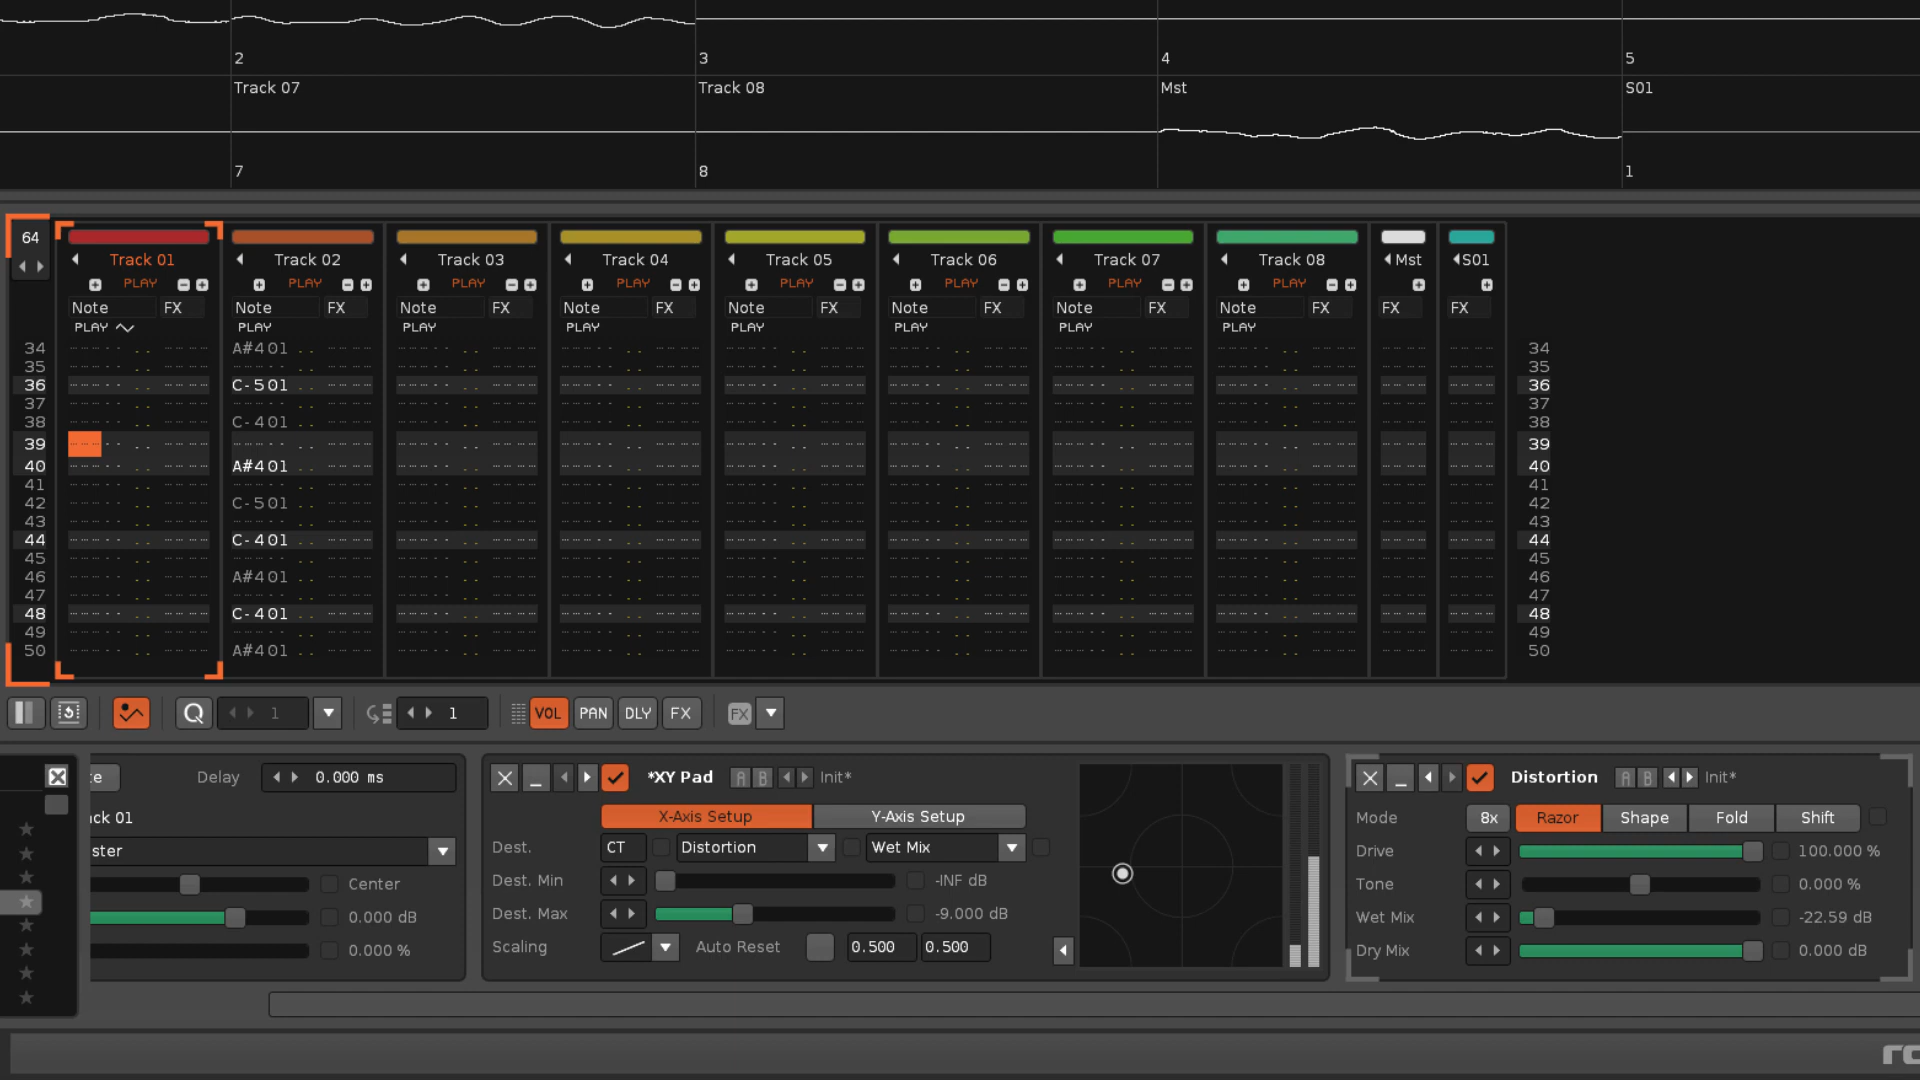 2 3 4 5
Track 07 Track 08 Mst S01
7 8 1
64
Track 01 Track 02 Track 03 Track 04 Track 05 Track 06 Track 07 Track 08 Mst S01
PLAY PLAY PLAY PLAY PLAY PLAY PLAY PLAY
Note FX Note FX Note FX Note FX Note FX Note FX Note FX Note FX FX FX
PLAY PLAY PLAY PLAY PLAY PLAY PLAY PLAY
34 A#401 34
35 35
36 C-501 36
37 37
38 C-401 38
39 39
40 A#401 40
41 41
42 C-501 42
43 43
44 C-401 44
45 45
46 A#401 46
47 47
48 C-401 48
49 49
50 A#401 50
Q 1 1 VOL PAN DLY FX FX
te Delay 0.000 ms
ck 01
ster
Center
0.000 dB
0.000 %
*XY Pad A B Init*
X-Axis Setup Y-Axis Setup
Dest. CT Distortion Wet Mix
Dest. Min -INF dB
Dest. Max -9.000 dB
Scaling Auto Reset 0.500 0.500
Distortion A B Init*
Mode 8x Razor Shape Fold Shift
Drive 100.000 %
Tone 0.000 %
Wet Mix -22.59 dB
Dry Mix 0.000 dB